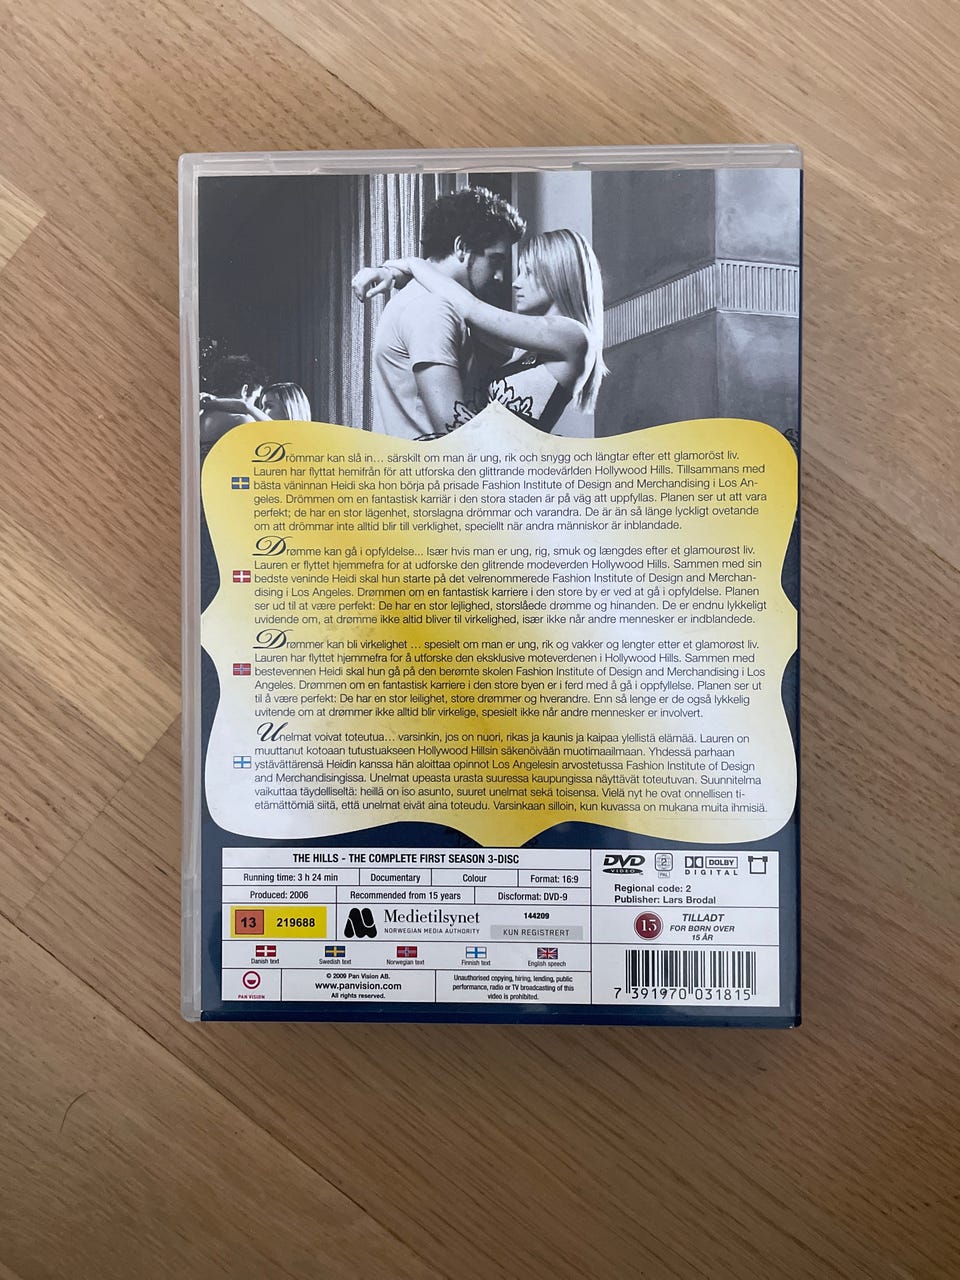 Drömmar kan slå in... särskilt om man är ung, rik och snygg och längtar efter ett glamoröst liv.
Lauren har flyttat hemifrån för att utforska den glittrande modevärlden Hollywood Hills. Tillsammans med
bästa väninnan Heidi ska hon börja på prisade Fashion Institute of Design and Merchandising i Los An-
geles. Drömmen om en fantastisk karriär i den stora staden är på väg att uppfyllas. Planen ser ut att vara
perfekt; de har en stor lägenhet, storslagna drömmar och varandra. De är än så länge lyckligt ovetande
om att drömmar inte alltid blir till verklighet, speciellt när andra människor är inblandade.
Drømme kan gå i opfyldelse... Især hvis man er ung, rig, smuk og længdes efter et glamourøst liv.
Lauren er flyttet hjemmefra for at udforske den glitrende modeverden Hollywood Hills. Sammen med sin
bedste veninde Heidi skal hun starte på det velrenommerede Fashion Institute of Design and Merchan-
dising i Los Angeles. Drømmen om en fantastisk karriere i den store by er ved at gå i opfyldelse. Planen
ser ud til at være perfekt: De har en stor lejlighed, storslåede drømme og hinanden. De er endnu lykkeligt
uvidende om, at drømme ikke altid bliver til virkelighed, især ikke når andre mennesker er indblandede.
Drømmer kan bli virkelighet ... spesielt om man er ung, rik og vakker og lengter etter et glamorøst liv.
Lauren har flyttet hjemmefra for å utforske den eksklusive moteverdenen i Hollywood Hills. Sammen med
bestevennen Heidi skal hun gå på den berømte skolen Fashion Institute of Design and Merchandising i Los
Angeles. Drømmen om en fantastisk karriere i den store byen er i ferd med å gå i oppfyllelse. Planen ser ut
til å være perfekt: De har en stor leilighet, store drømmer og hverandre. Enn så lenge er de også lykkelig
uvitende om at drømmer ikke alltid blir virkelige, spesielt ikke når andre mennesker er involvert.
Unelmat voivat toteutua... varsinkin, jos on nuori, rikas ja kaunis ja kaipaa ylellistä elämää. Lauren on
muuttanut kotoaan tutustuakseen Hollywood Hillsin säkenöivään muotimaailmaan. Yhdessä parhaan
ystävättärensä Heidin kanssa hän aloittaa opinnot Los Angelesin arvostetussa Fashion Institute of Design
and Merchandisingissa. Unelmat upeasta urasta suuressa kaupungissa näyttävät toteutuvan. Suunnitelma
vaikuttaa täydelliseltä: heillä on iso asunto, suuret unelmat sekä toisensa. Vielä nyt he ovat onnellisen ti-
etämättömiä siitä, että unelmat eivät aina toteudu. Varsinkaan silloin, kun kuvassa on mukana muita ihmisiä.
THE HILLS - THE COMPLETE FIRST SEASON 3-DISC
Running time: 3 h 24 min Documentary Colour Format: 16:9
Produced: 2006 Recommended from 15 years Discformat: DVD-9
13 219688 Medietilsynet
NORWEGIAN MEDIA AUTHORITY
144209
KUN REGISTRERT
Danish text Swedish text Norwegian text Finnish text English speech
PAN VISION
© 2009 Pan Vision AB.
www.panvision.com
All rights reserved.
Unauthorised copying, hiring, lending, public
performance, radio or TV broadcasting of this
video is prohibited.
DVD VIDEO 2 PAL DOLBY DIGITAL
Regional code: 2
Publisher: Lars Brodal
15 TILLADT
FOR BØRN OVER
15 ÅR
7 391970 031815